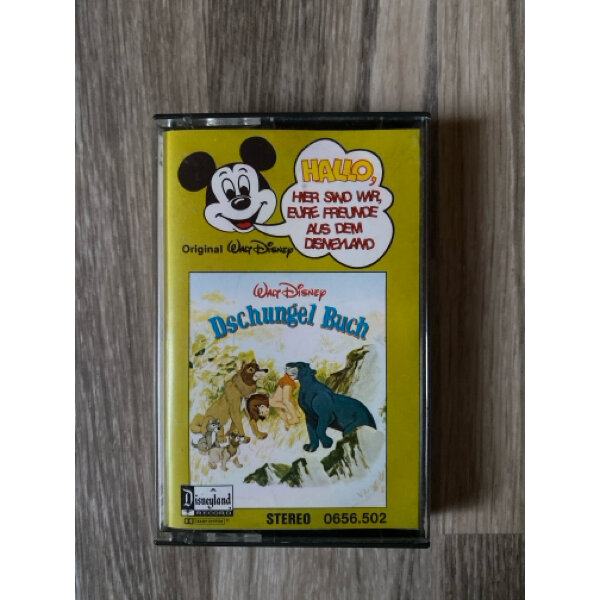 HALLO,
HIER SIND WIR,
EURE FREUNDE
AUS DEM
DISNEYLAND
Original Walt Disney
WALT DISNEY
Dschungel Buch
Disneyland
RECORD
STEREO 0656.502